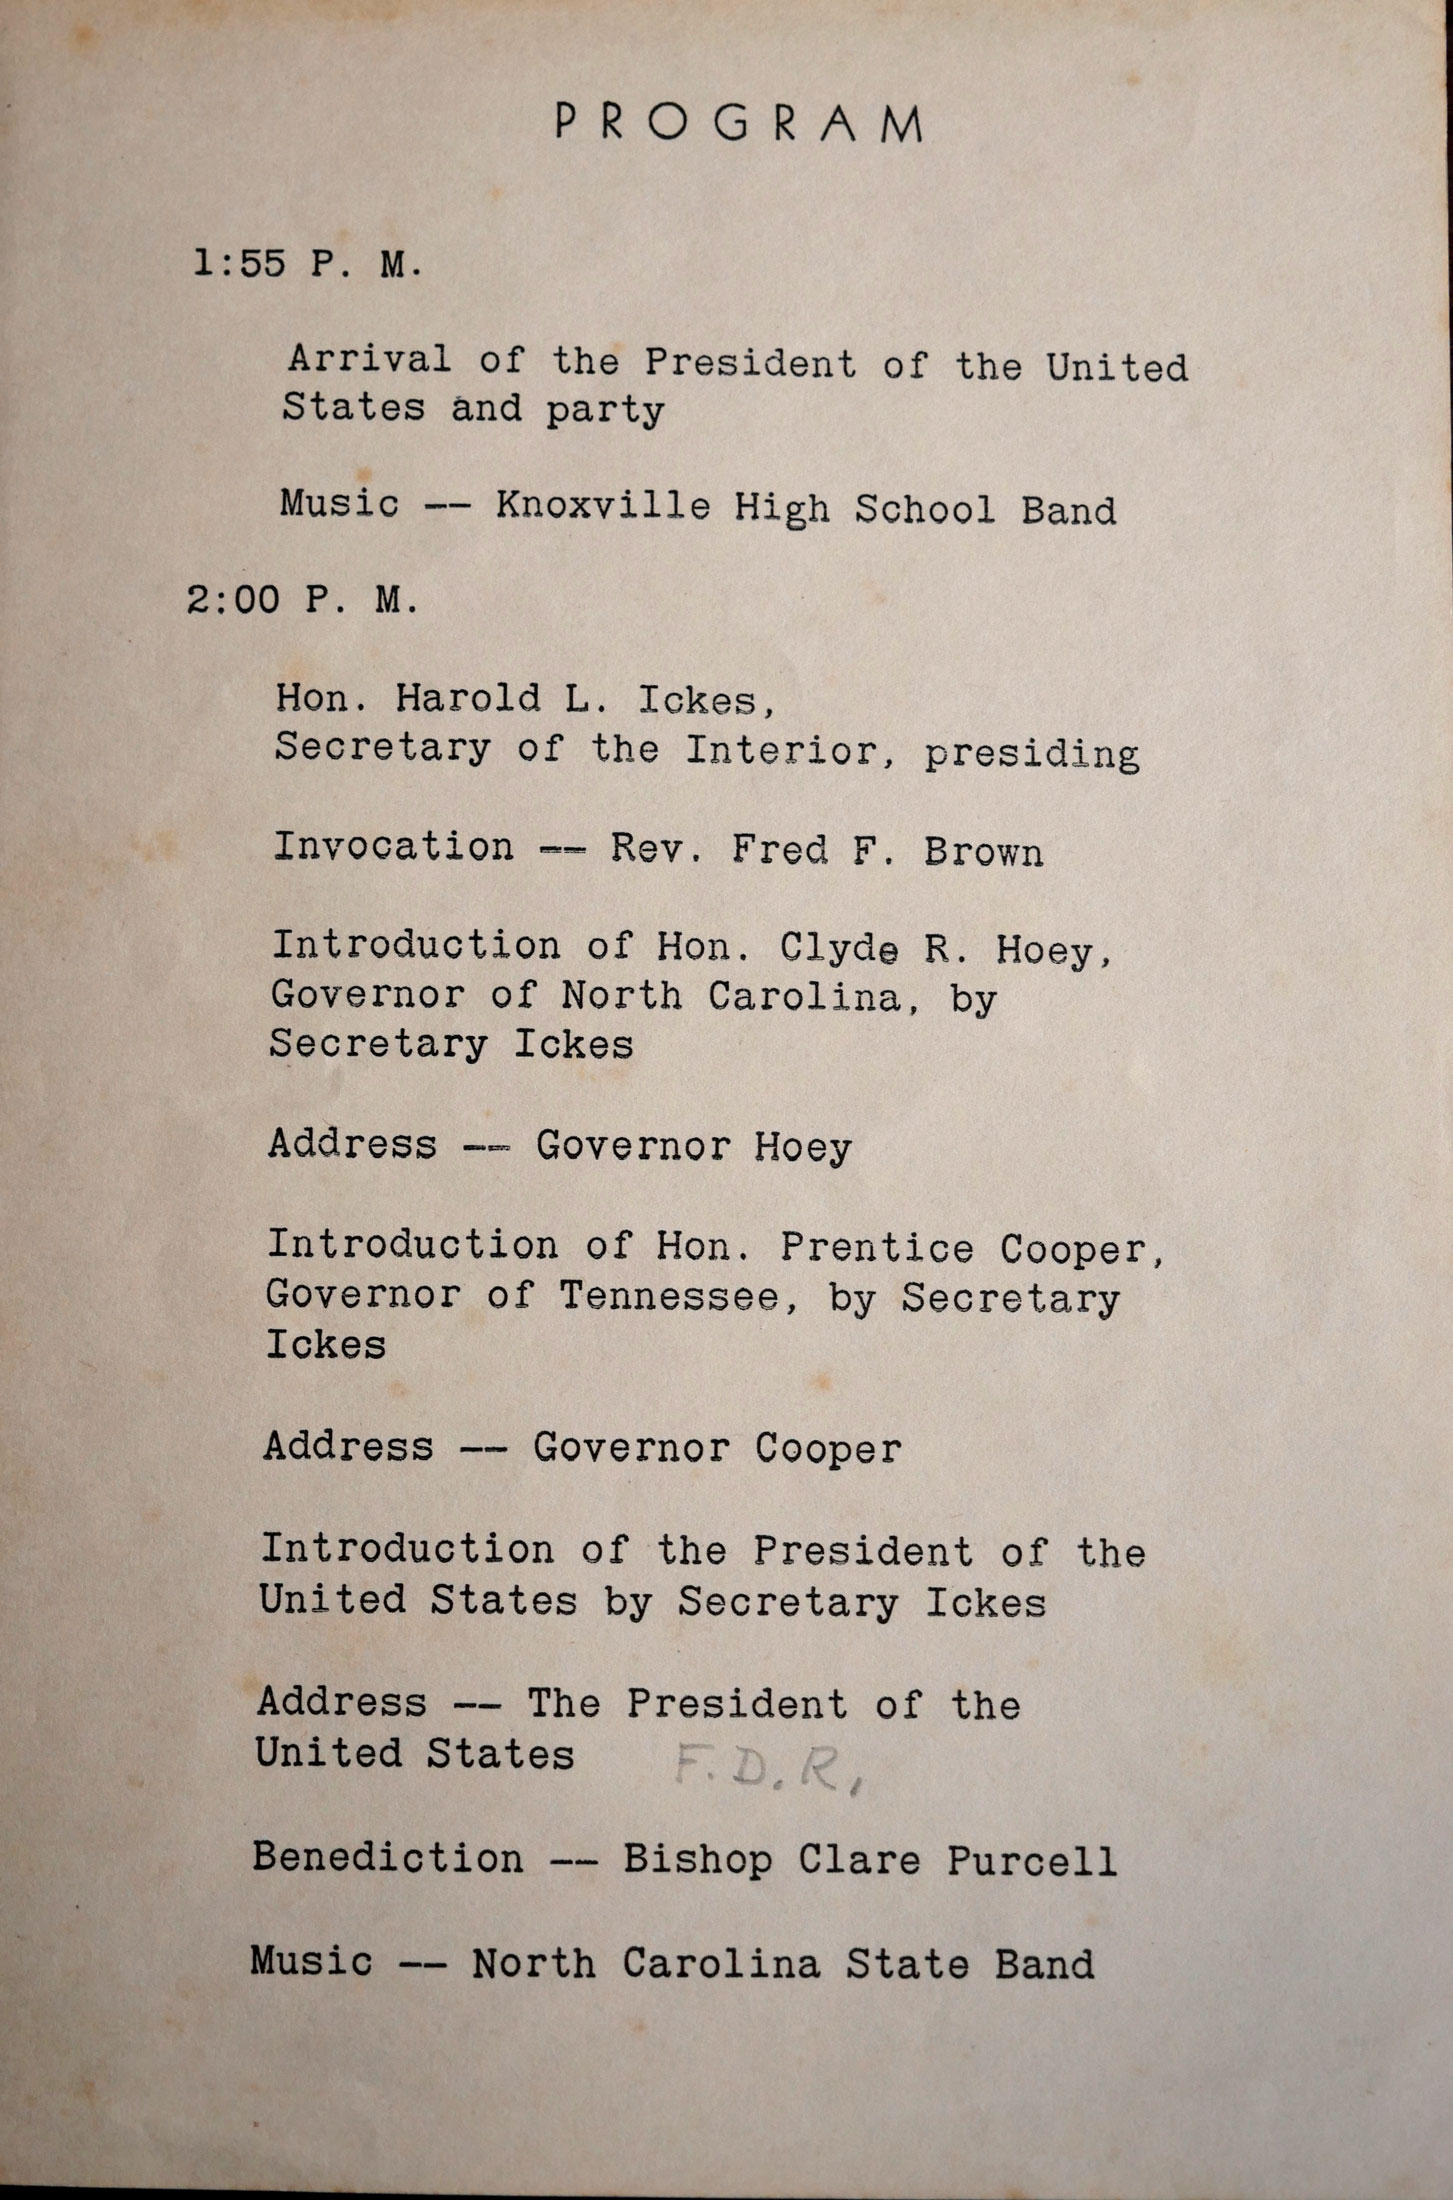 PROGRAM
1:55 P. M.
Arrival of the President of the United
States and party
Music -- Knoxville High School Band
2:00 P. M.
Hon. Harold L. Ickes,
Secretary of the Interior, presiding
Invocation -- Rev. Fred F. Brown
Introduction of Hon. Clyde R. Hoey,
Governor of North Carolina, by
Secretary Ickes
Address -- Governor Hoey
Introduction of Hon. Prentice Cooper,
Governor of Tennessee, by Secretary
Ickes
Address -- Governor Cooper
Introduction of the President of the
United States by Secretary Ickes
Address -- The President of the
United States F.D.R,
Benediction -- Bishop Clare Purcell
Music -- North Carolina State Band